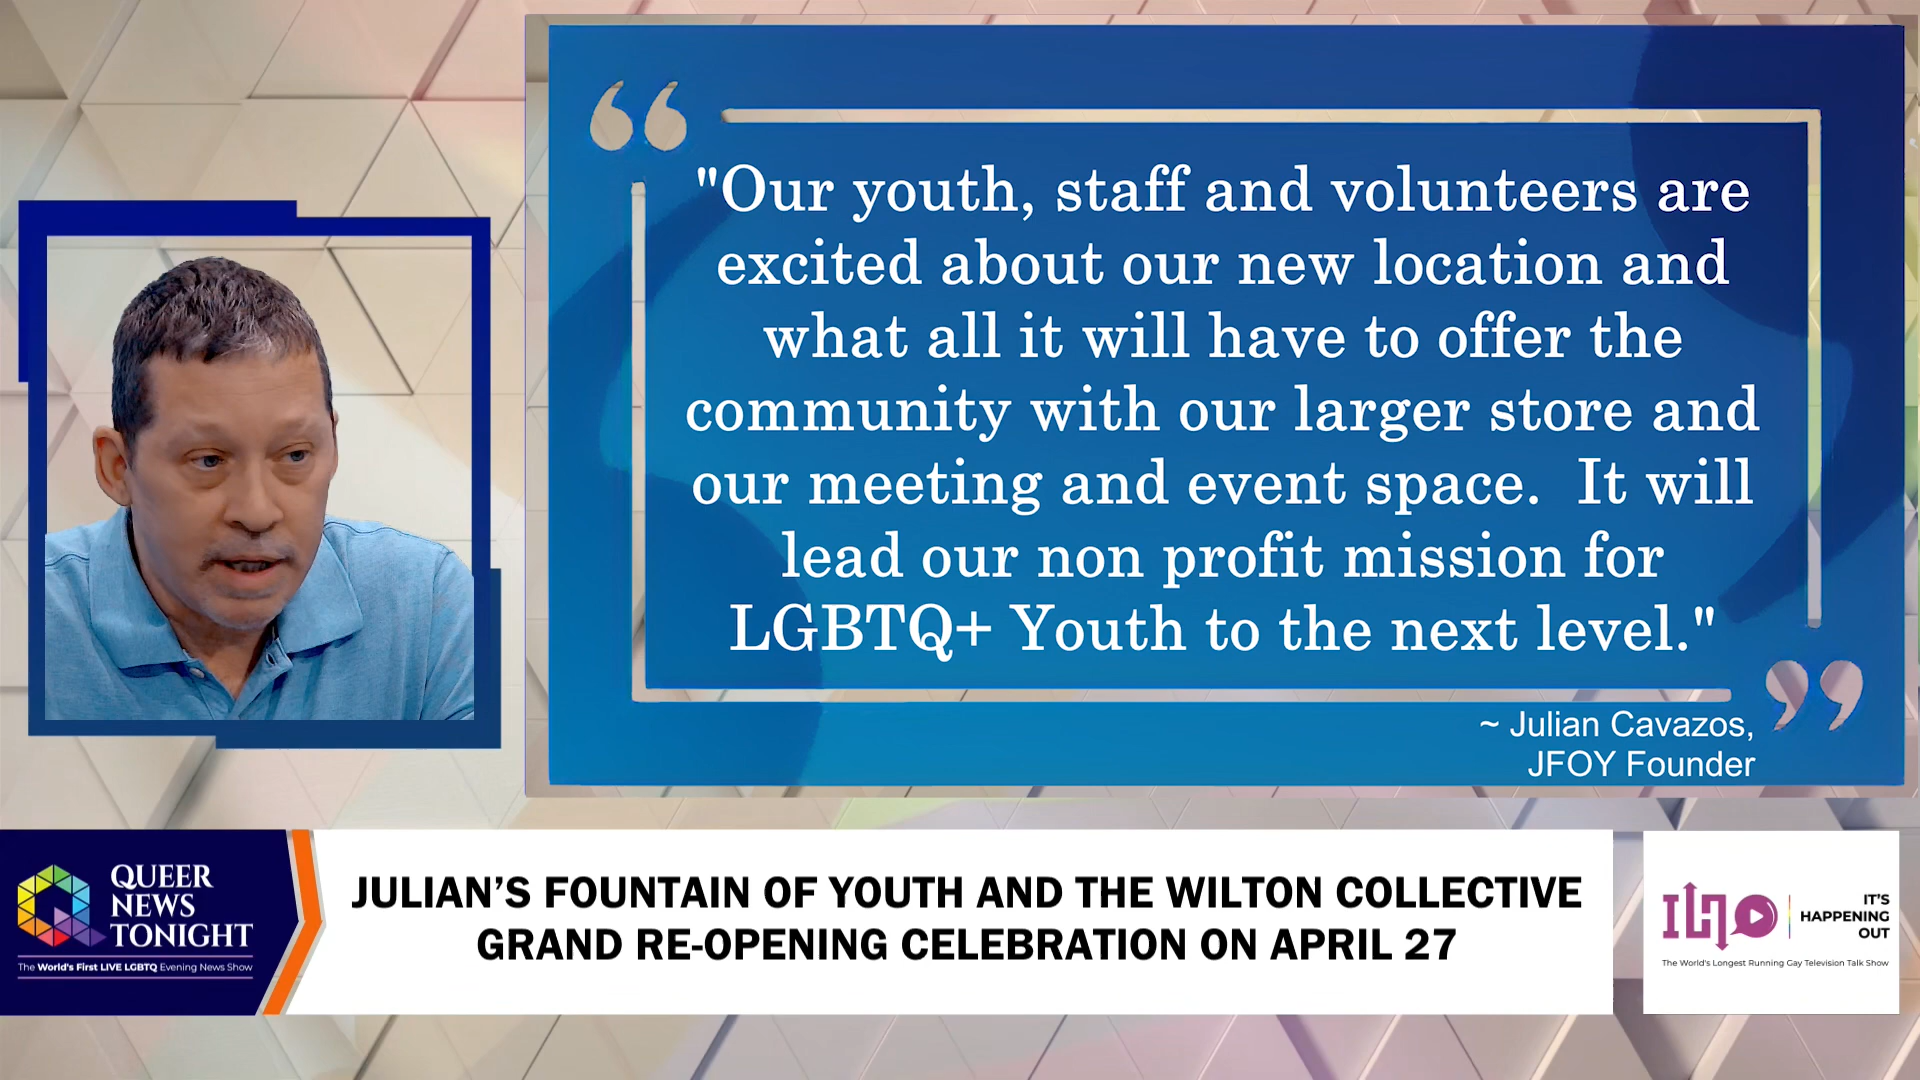 "Our youth, staff and volunteers are
excited about our new location and
what all it will have to offer the
community with our larger store and
our meeting and event space.  It will
lead our non profit mission for
LGBTQ+ Youth to the next level."
~ Julian Cavazos,
JFOY Founder
QUEER
NEWS
TONIGHT
The World's First LIVE LGBTQ Evening News Show
JULIAN’S FOUNTAIN OF YOUTH AND THE WILTON COLLECTIVE
GRAND RE-OPENING CELEBRATION ON APRIL 27
IHO
IT'S
HAPPENING
OUT
The World's Longest Running Gay Television Talk Show